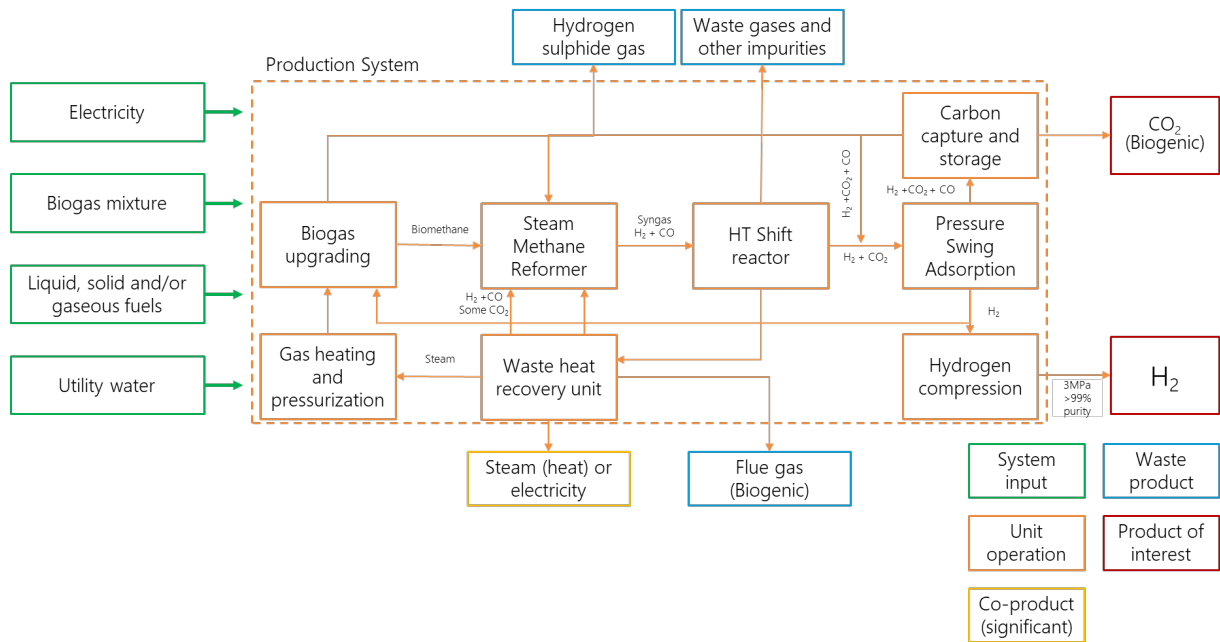 Hydrogen
sulphide gas
Waste gases and
other impurities
Production System
Electricity
Biogas mixture
Liquid, solid and/or
gaseous fuels
Utility water
Carbon
capture and
storage
CO₂
(Biogenic)
H₂ +CO₂ + CO
H₂ +CO₂ + CO
Biogas
upgrading
Biomethane
Steam
Methane
Reformer
Syngas
H₂ + CO
HT Shift
reactor
H₂ + CO₂
Pressure
Swing
Adsorption
H₂ +CO
Some CO₂
H₂
Gas heating
and
pressurization
Steam
Waste heat
recovery unit
Hydrogen
compression
3MPa
>99%
purity
H₂
Steam (heat) or
electricity
Flue gas
(Biogenic)
System
input
Waste
product
Unit
operation
Product of
interest
Co-product
(significant)